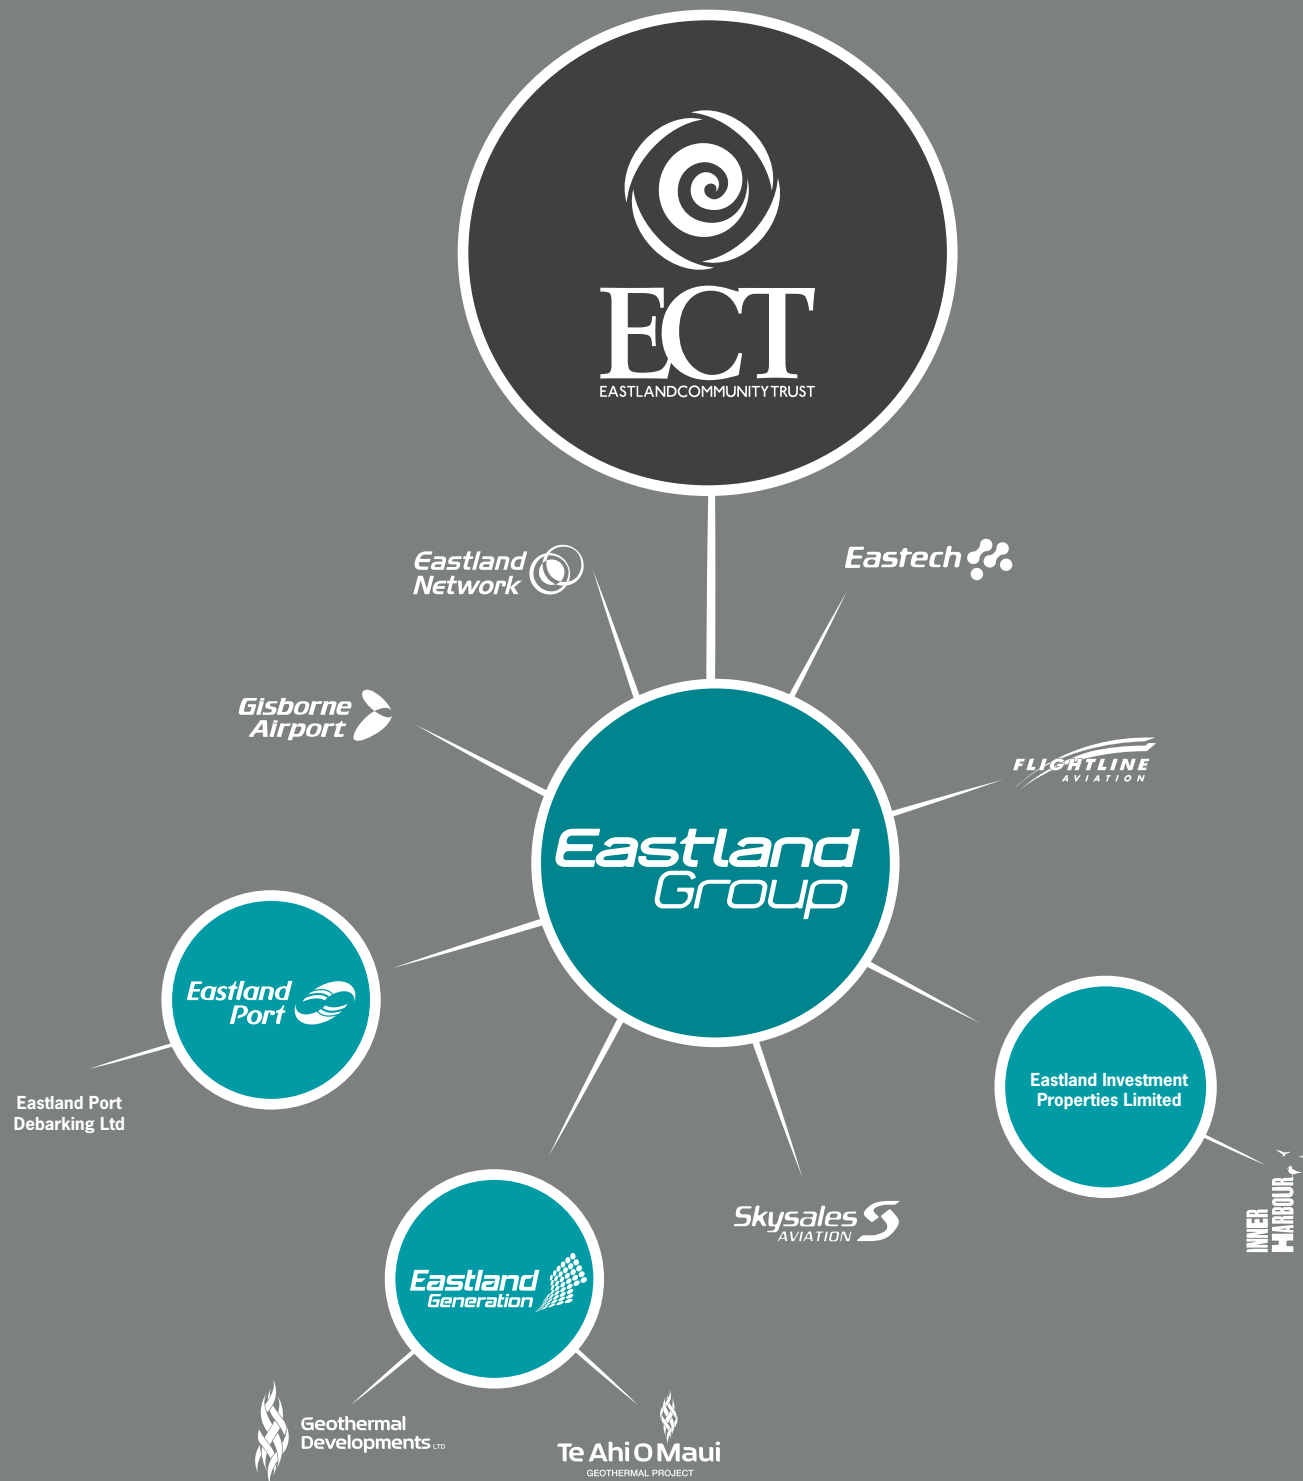 ECT
EASTLANDCOMMUNITYTRUST
Eastland
Network
Eastech
Gisborne
Airport
FLIGHTLINE
AVIATION
Eastland
Group
Eastland
Port
Eastland Port
Debarking Ltd
Eastland Investment
Properties Limited
INNER
HARBOUR
Skysales
AVIATION
Eastland
Generation
Geothermal
Developments LTD
Te Ahi O Maui
GEOTHERMAL PROJECT